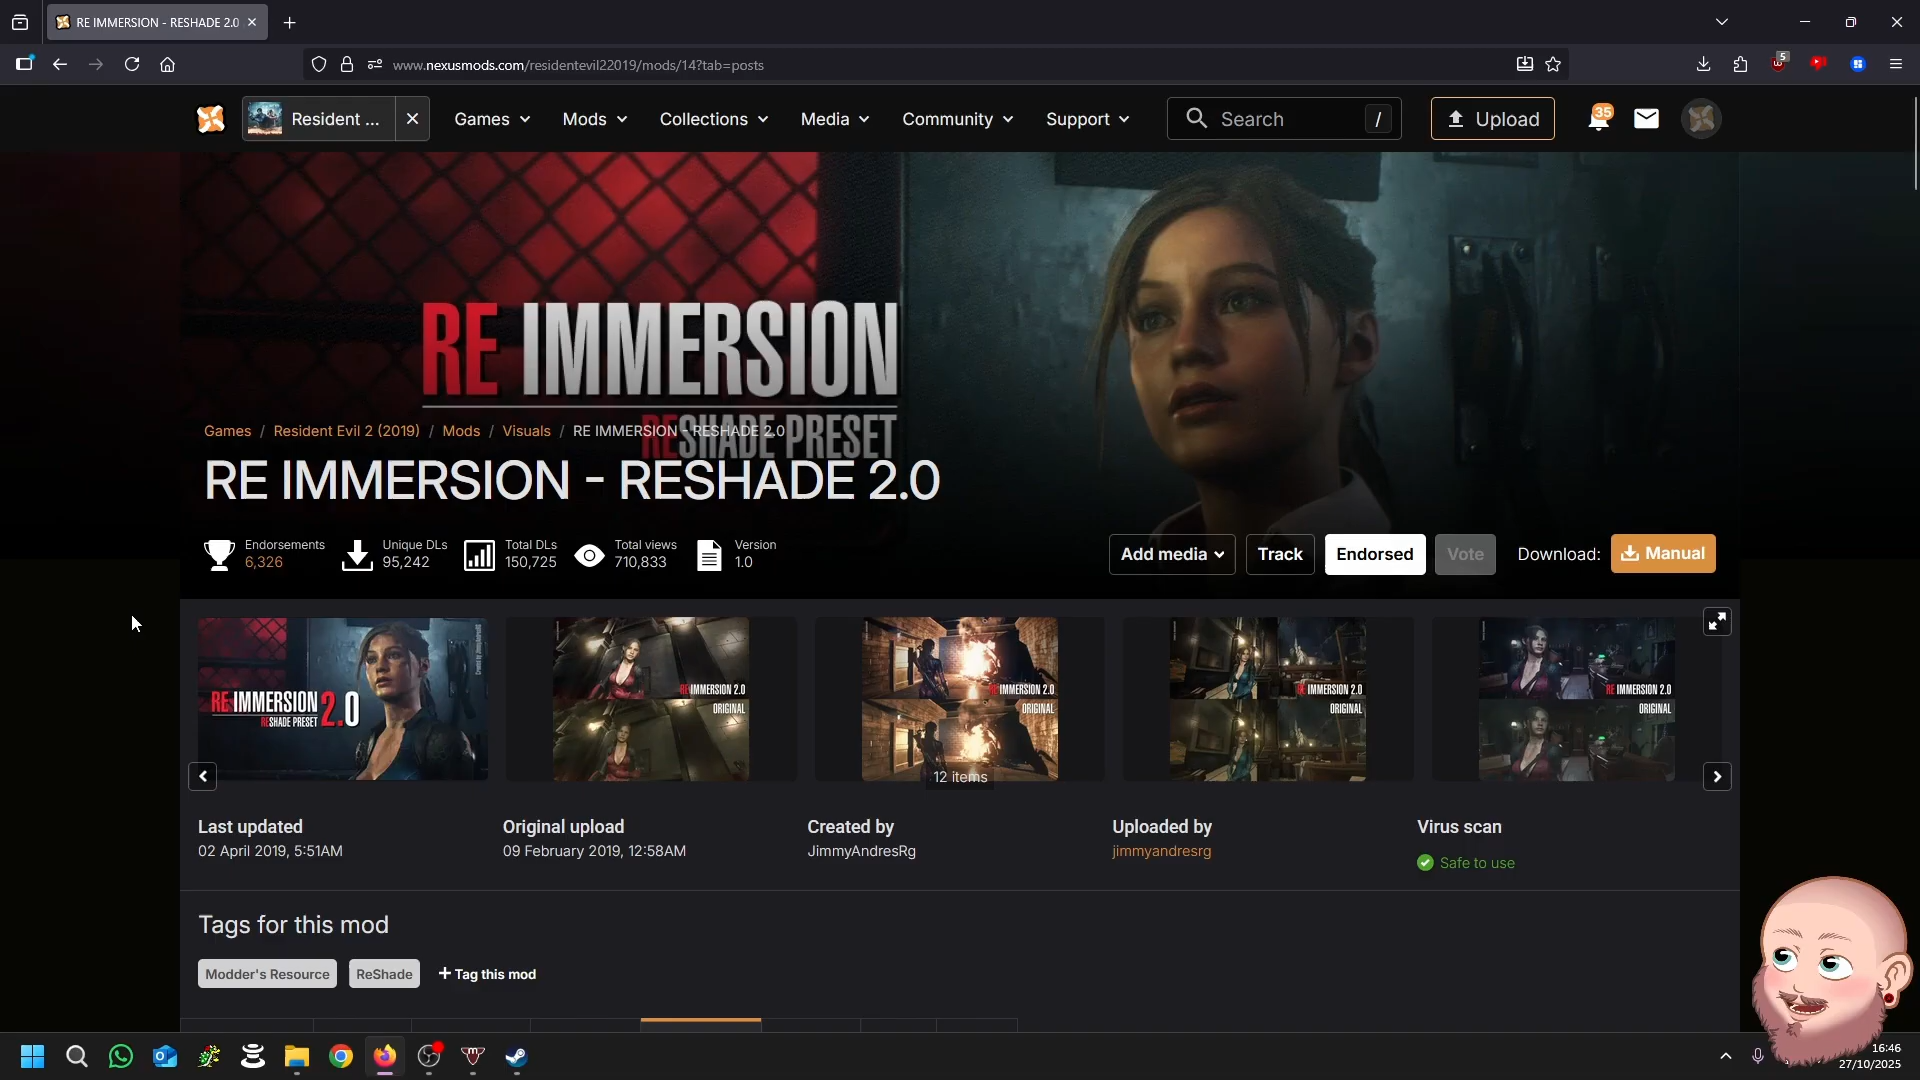 RE IMMERSION - RESHADE 2.0
www.nexusmods.com/residentevil22019/mods/14?tab=posts
5
Resident ...
Games
Mods
Collections
Media
Community
Support
Search
/
Upload
35
RE IMMERSION
RESHADE PRESET
Games / Resident Evil 2 (2019) / Mods / Visuals / RE IMMERSION - RESHADE 2.0
RE IMMERSION - RESHADE 2.0
Endorsements
6,326
Unique DLs
95,242
Total DLs
150,725
Total views
710,833
Version
1.0
Add media
Track
Endorsed
Vote
Download:
Manual
RE IMMERSION 2.0
RESHADE PRESET
RE IMMERSION 2.0
ORIGINAL
RE IMMERSION 2.0
ORIGINAL
RE IMMERSION 2.0
ORIGINAL
RE IMMERSION 2.0
ORIGINAL
12 items
Last updated
02 April 2019, 5:51AM
Original upload
09 February 2019, 12:58AM
Created by
JimmyAndresRg
Uploaded by
jimmyandresrg
Virus scan
Safe to use
Tags for this mod
Modder's Resource
ReShade
+ Tag this mod
16:46
27/10/2025